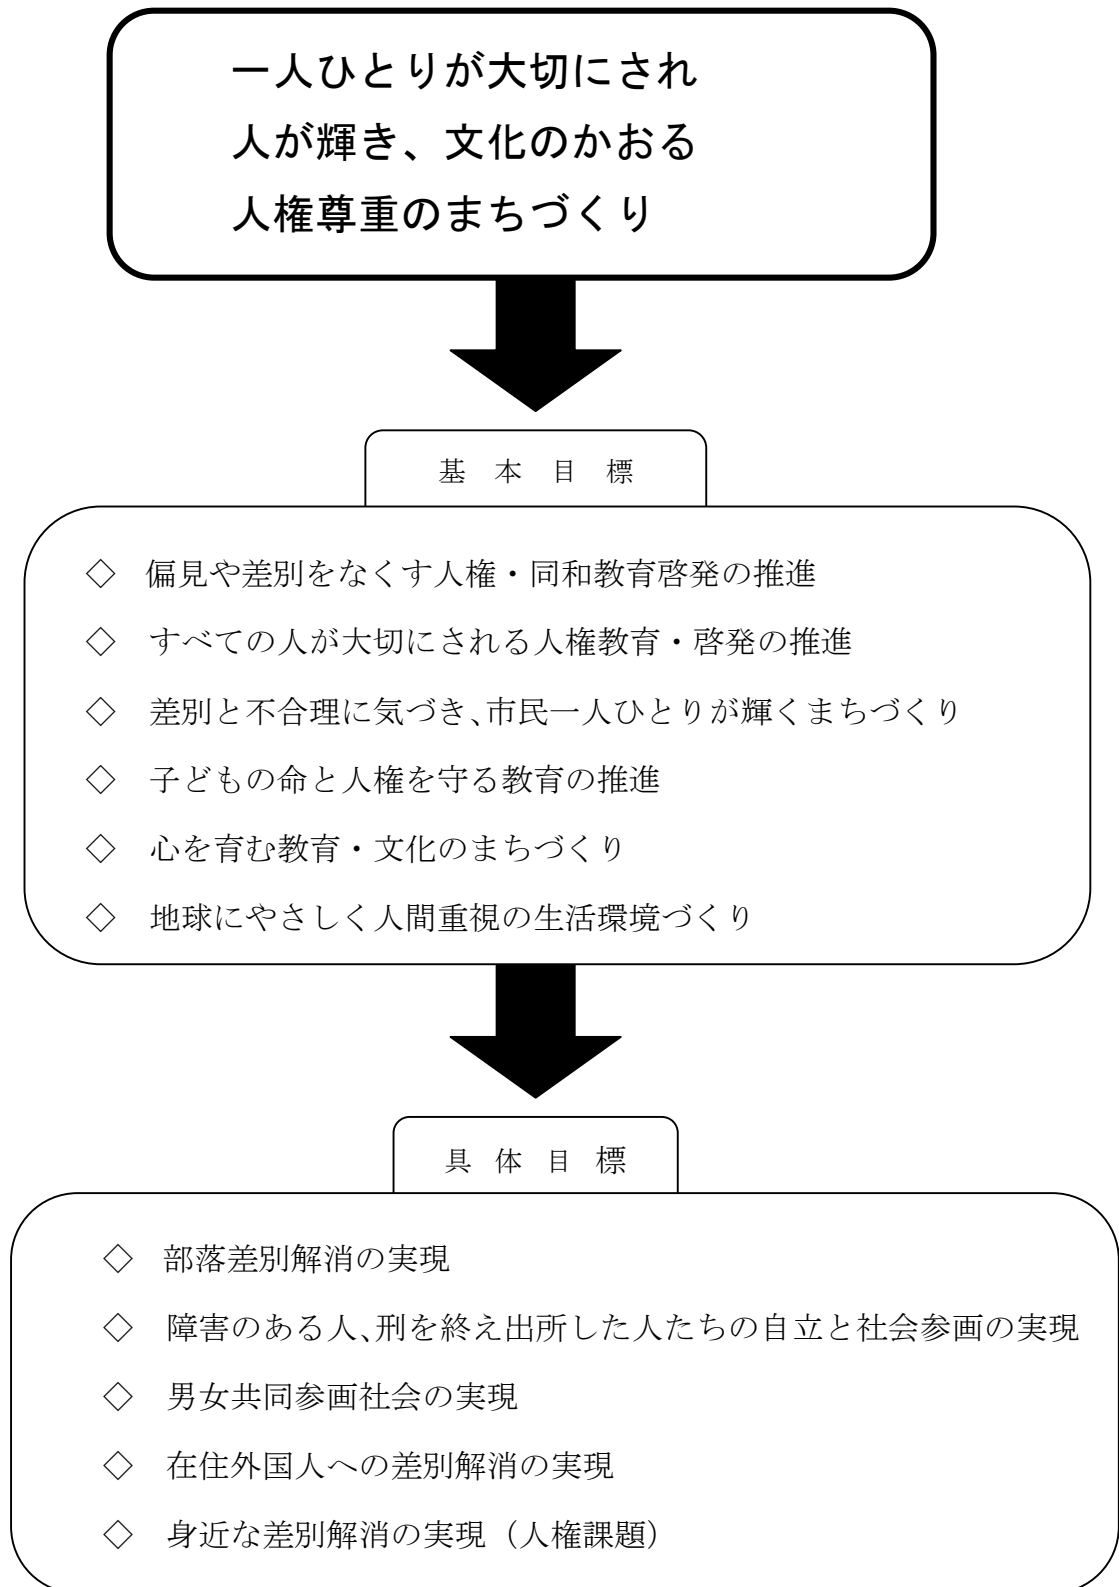 一人ひとりが大切にされ
人が輝き、文化のかおる
人権尊重のまちづくり
基本目標
◇ 偏見や差別をなくす人権・同和教育啓発の推進
◇ すべての人が大切にされる人権教育・啓発の推進
◇ 差別と不合理に気づき、市民一人ひとりが輝くまちづくり
◇ 子どもの命と人権を守る教育の推進
◇ 心を育む教育・文化のまちづくり
◇ 地球にやさしく人間重視の生活環境づくり
具体目標
◇ 部落差別解消の実現
◇ 障害のある人、刑を終え出所した人たちの自立と社会参画の実現
◇ 男女共同参画社会の実現
◇ 在住外国人への差別解消の実現
◇ 身近な差別解消の実現（人権課題）